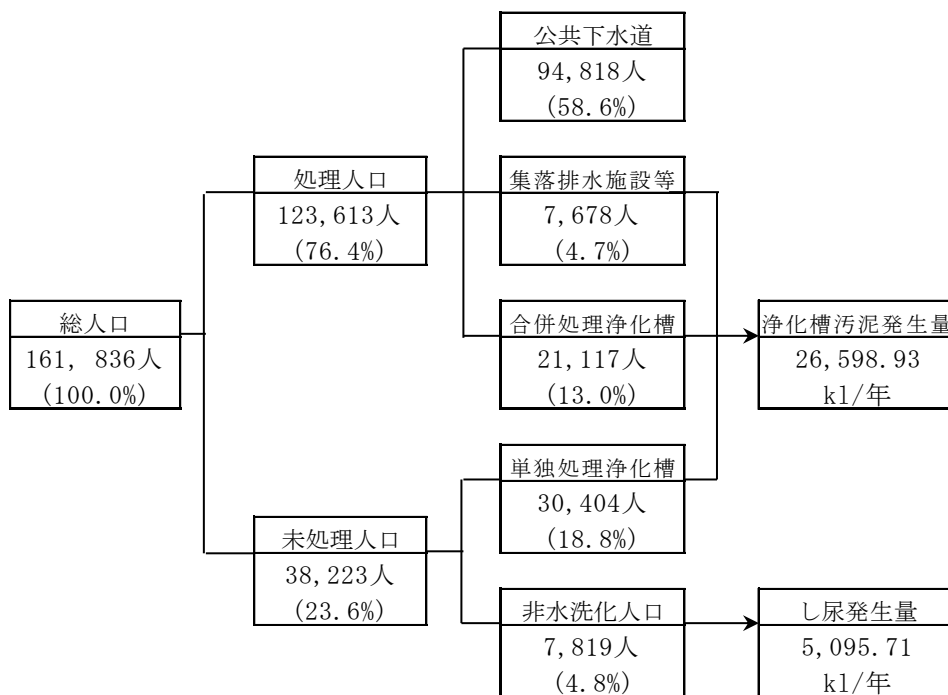 公共下水道
94,818人
(58.6%)
処理人口
123,613人
(76.4%)
集落排水施設等
7,678人
(4.7%)
総人口
161, 836人
(100.0%)
合併処理浄化槽
21,117人
(13.0%)
浄化槽汚泥発生量
26,598.93
kl/年
単独処理浄化槽
30,404人
(18.8%)
未処理人口
38,223人
(23.6%)
非水洗化人口
7,819人
(4.8%)
し尿発生量
5,095.71
kl/年